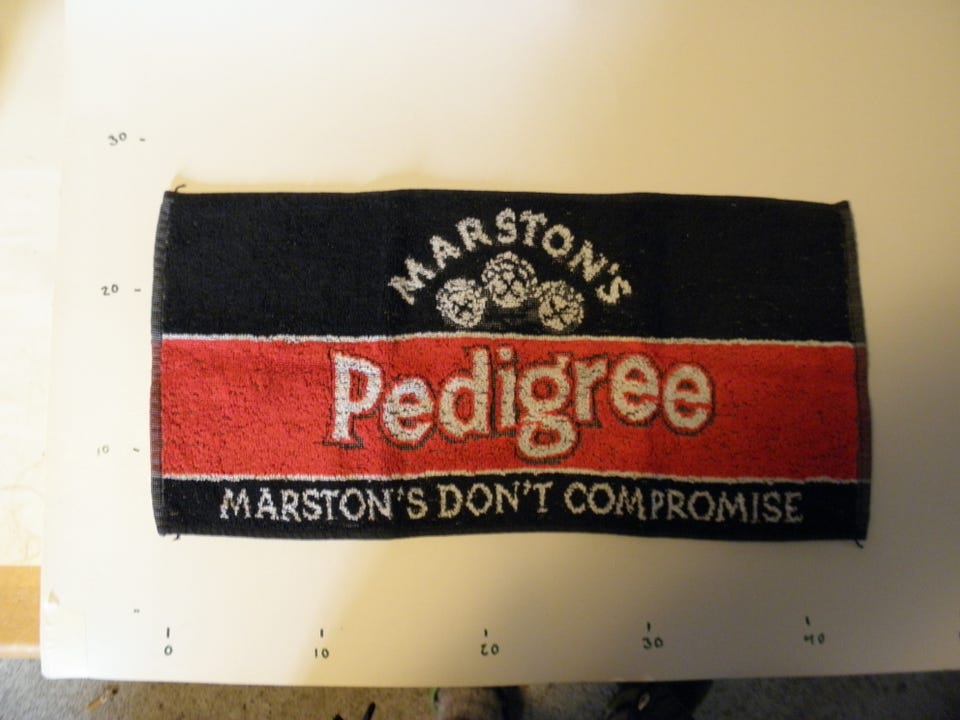 30
MARSTON'S
20
Pedigree
10
MARSTON'S DON'T COMPROMISE
0 10 20 30 40